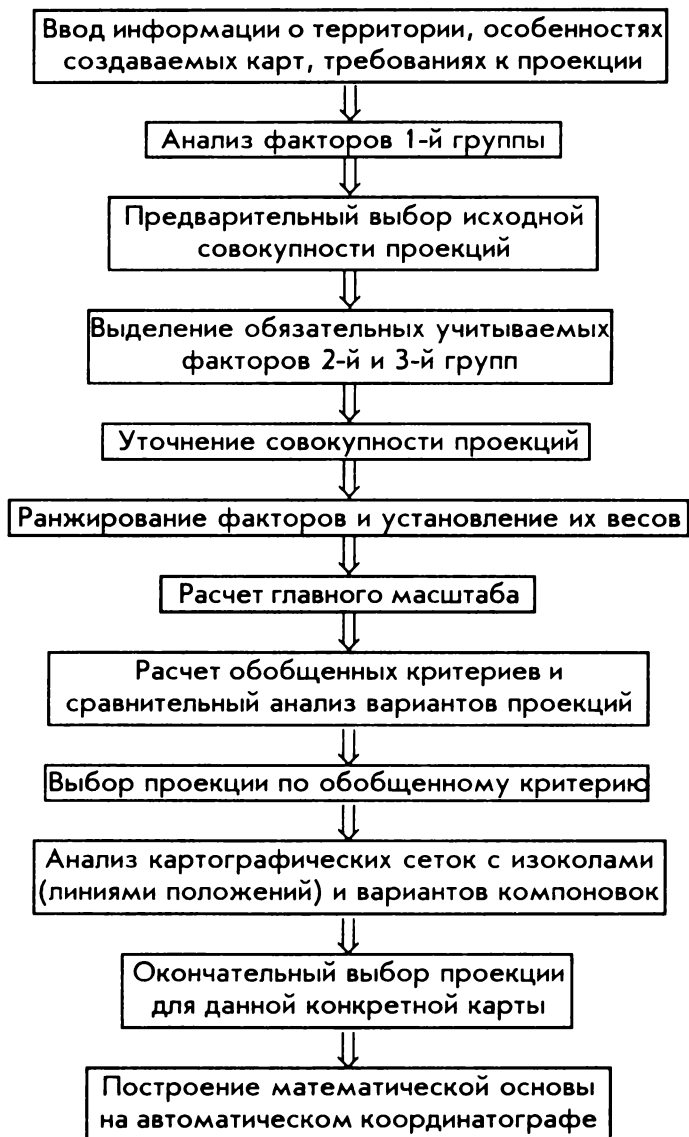 Ввод информации о территории, особенностях
создаваемых карт, требованиях к проекции
Анализ факторов 1-й группы
Предварительный выбор исходной
совокупности проекций
Выделение обязательных учитываемых
факторов 2-й и 3-й групп
Уточнение совокупности проекций
Ранжирование факторов и установление их весов
Расчет главного масштаба
Расчет обобщенных критериев и
сравнительный анализ вариантов проекций
Выбор проекции по обобщенному критерию
Анализ картографических сеток с изоколами
(линиями положений) и вариантов компоновок
Окончательный выбор проекции
для данной конкретной карты
Построение математической основы
на автоматическом координатографе